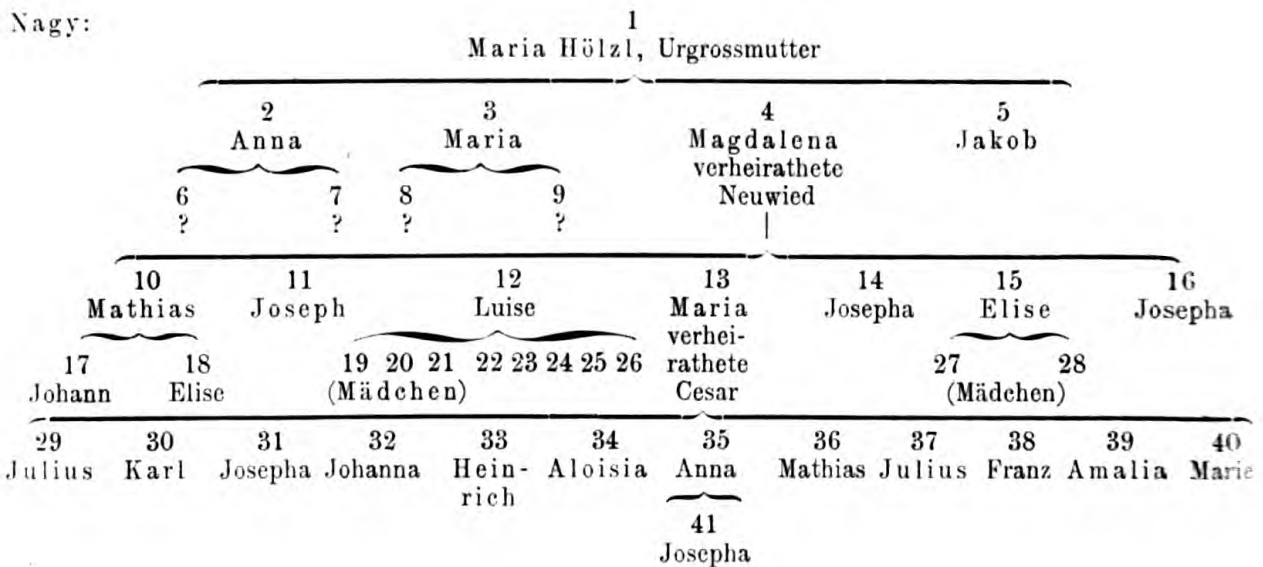 Nagy:
1
Maria Hölzl, Urgrossmutter
2 3 4 5
Anna Maria Magdalena Jakob
verheirathete
6 7 8 9 Neuwied
? ? ? ?
10 11 12 13 14 15 16
Mathias Joseph Luise Maria Josepha Elise Josepha
verhei-
17 18 19 20 21 22 23 24 25 26 rathete 27 28
Johann Elise (Mädchen) Cesar (Mädchen)
29 30 31 32 33 34 35 36 37 38 39 40
Julius Karl Josepha Johanna Hein- Aloisia Anna Mathias Julius Franz Amalia Marie
rich
41
Josepha